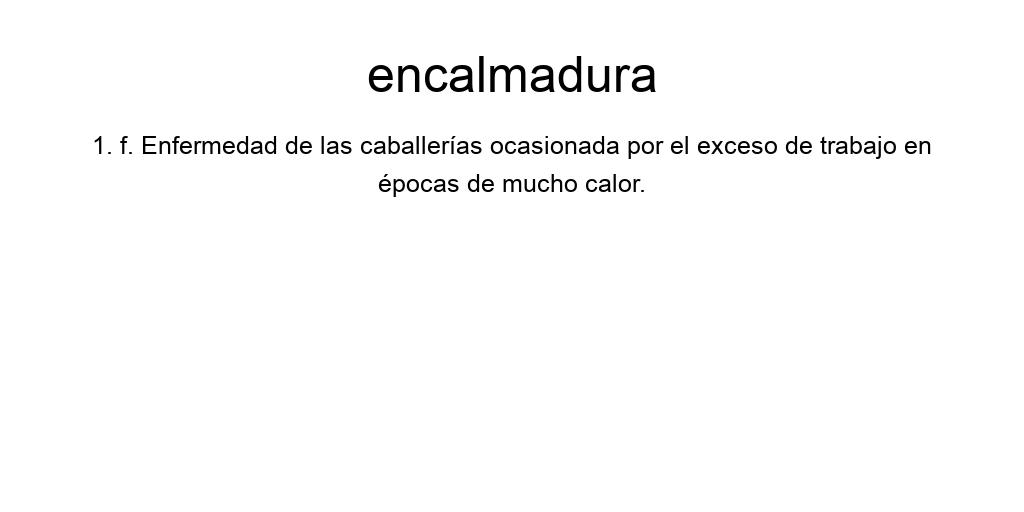 encalmadura
1. f. Enfermedad de las caballerías ocasionada por el exceso de trabajo en
épocas de mucho calor.